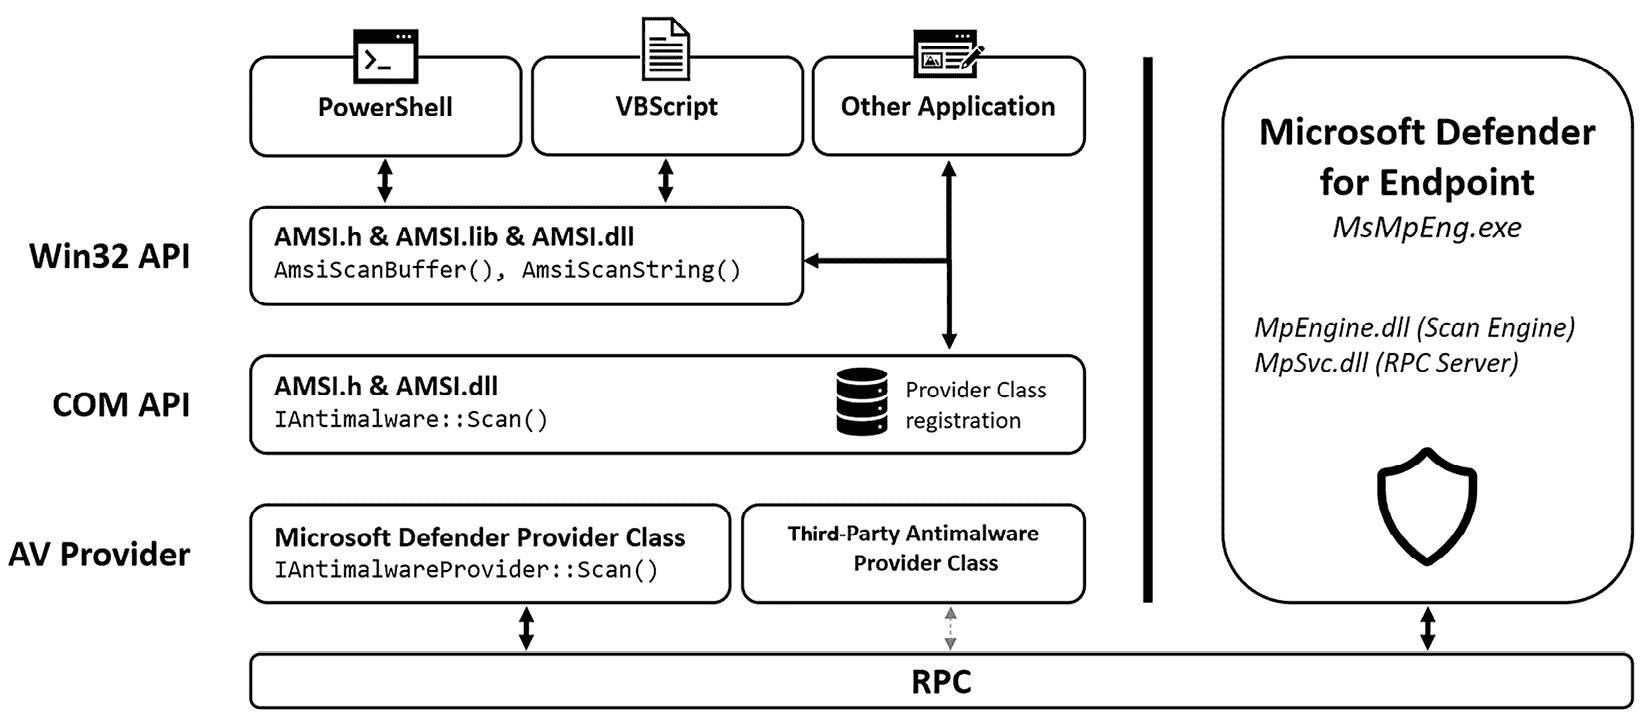 PowerShell
VBScript
Other Application
Win32 API
AMSI.h & AMSI.lib & AMSI.dll
AmsiScanBuffer(), AmsiScanString()
COM API
AMSI.h & AMSI.dll
IAntimalware::Scan()
Provider Class
registration
AV Provider
Microsoft Defender Provider Class
IAntimalwareProvider::Scan()
Third-Party Antimalware
Provider Class
Microsoft Defender
for Endpoint
MsMpEng.exe
MpEngine.dll (Scan Engine)
MpSvc.dll (RPC Server)
RPC